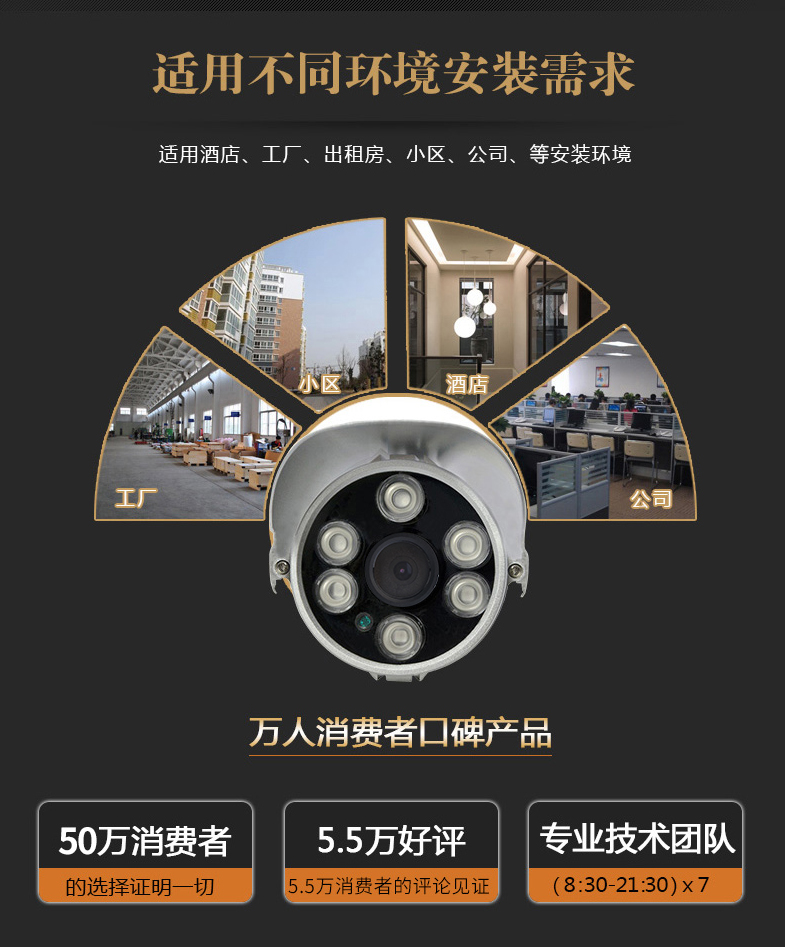 适用不同环境安装需求
适用酒店、工厂、出租房、小区、公司、等安装环境
小区
酒店
工厂
公司
万人消费者口碑产品
50万消费者
的选择证明一切
5.5万好评
5.5万消费者的评论见证
专业技术团队
(8:30-21:30)x7